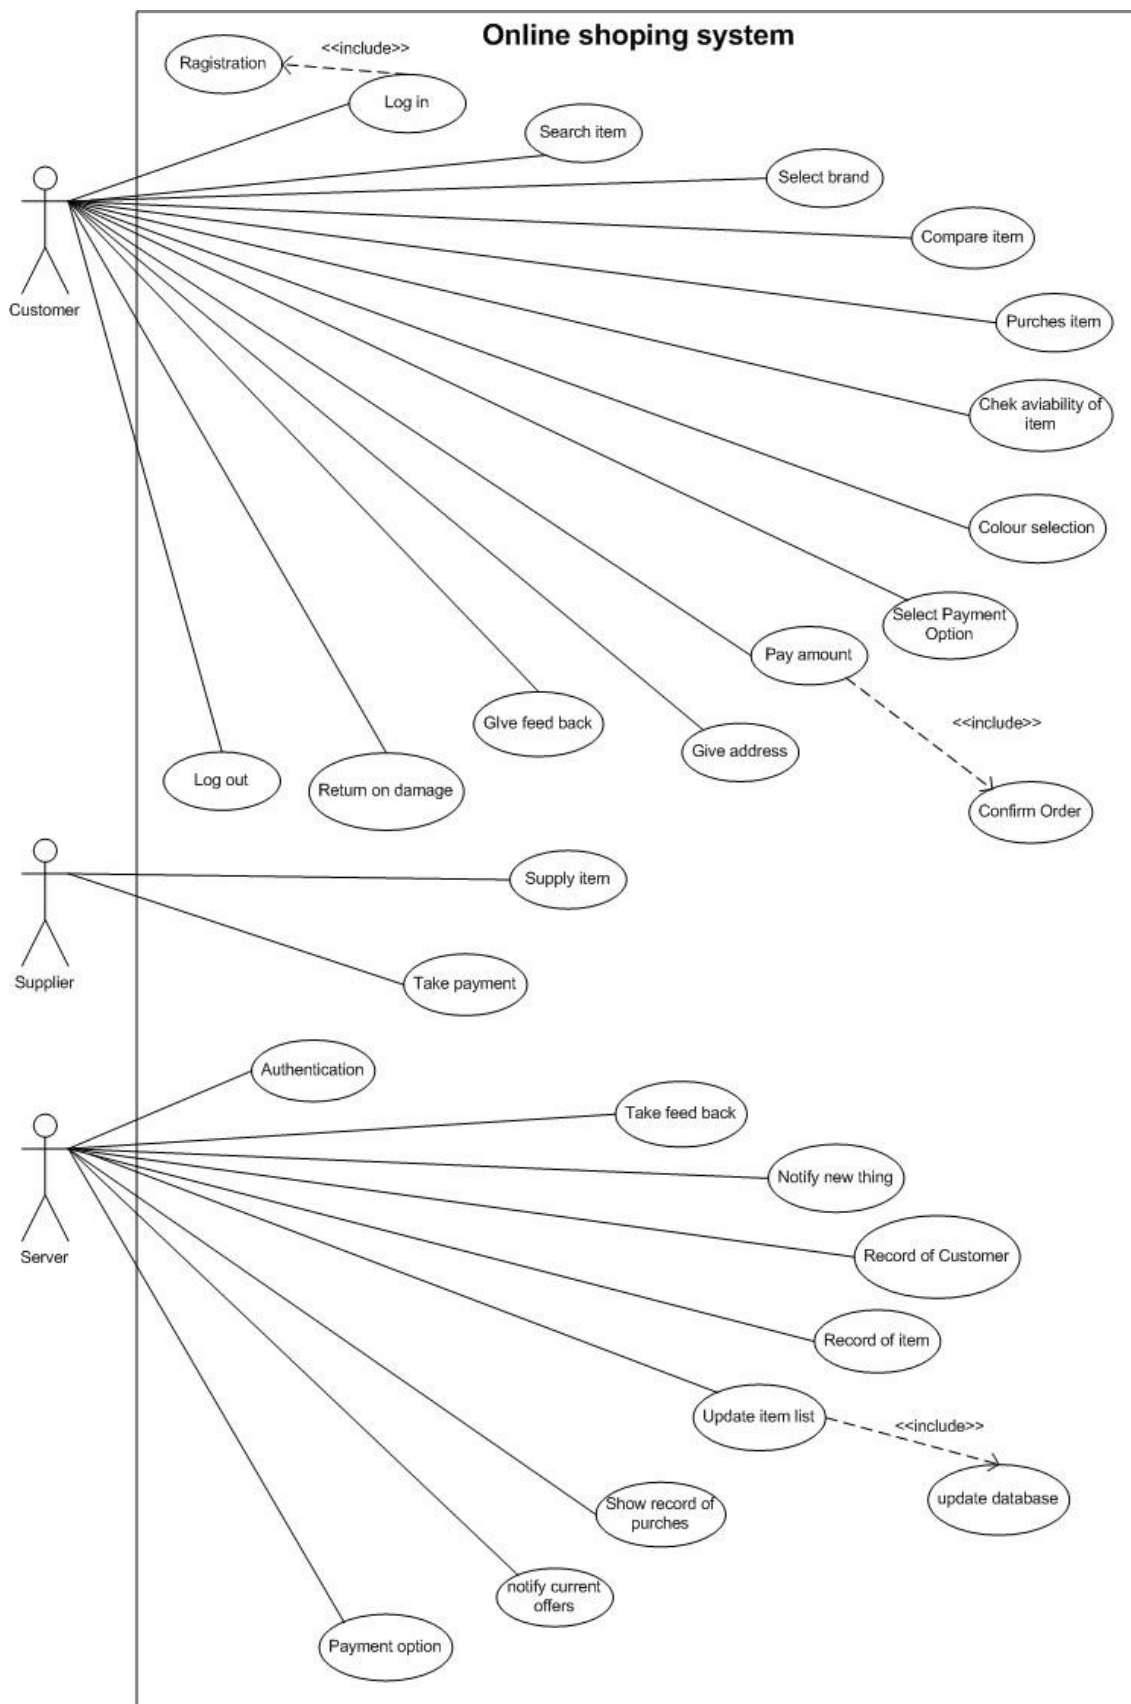 Online shoping system
<<include>>
Ragistration
Log in
Search item
Select brand
Compare item
Customer
Purches item
Chek aviability of
item
Colour selection
Select Payment
Option
Pay amount
GIve feed back
<<include>>
Give address
Log out
Return on damage
Confirm Order
Supply item
Supplier
Take payment
Authentication
Take feed back
Notify new thing
Server
Record of Customer
Record of item
Update item list
<<include>>
update database
Show record of
purches
notify current
offers
Payment option